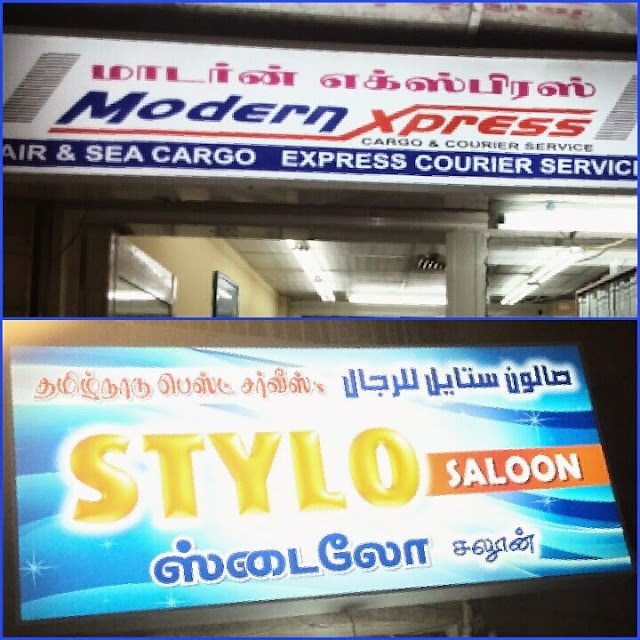 மாடர்ன் எக்ஸ்பிரஸ்
Modern Xpress
CARGO & COURIER SERVICE
AIR & SEA CARGO EXPRESS COURIER SERVICE
தமிழ்நாடு பெஸ்ட் சர்வீஸ்'s صالون ستايل للرجال
STYLO SALOON
ஸ்டைலோ சலூன்